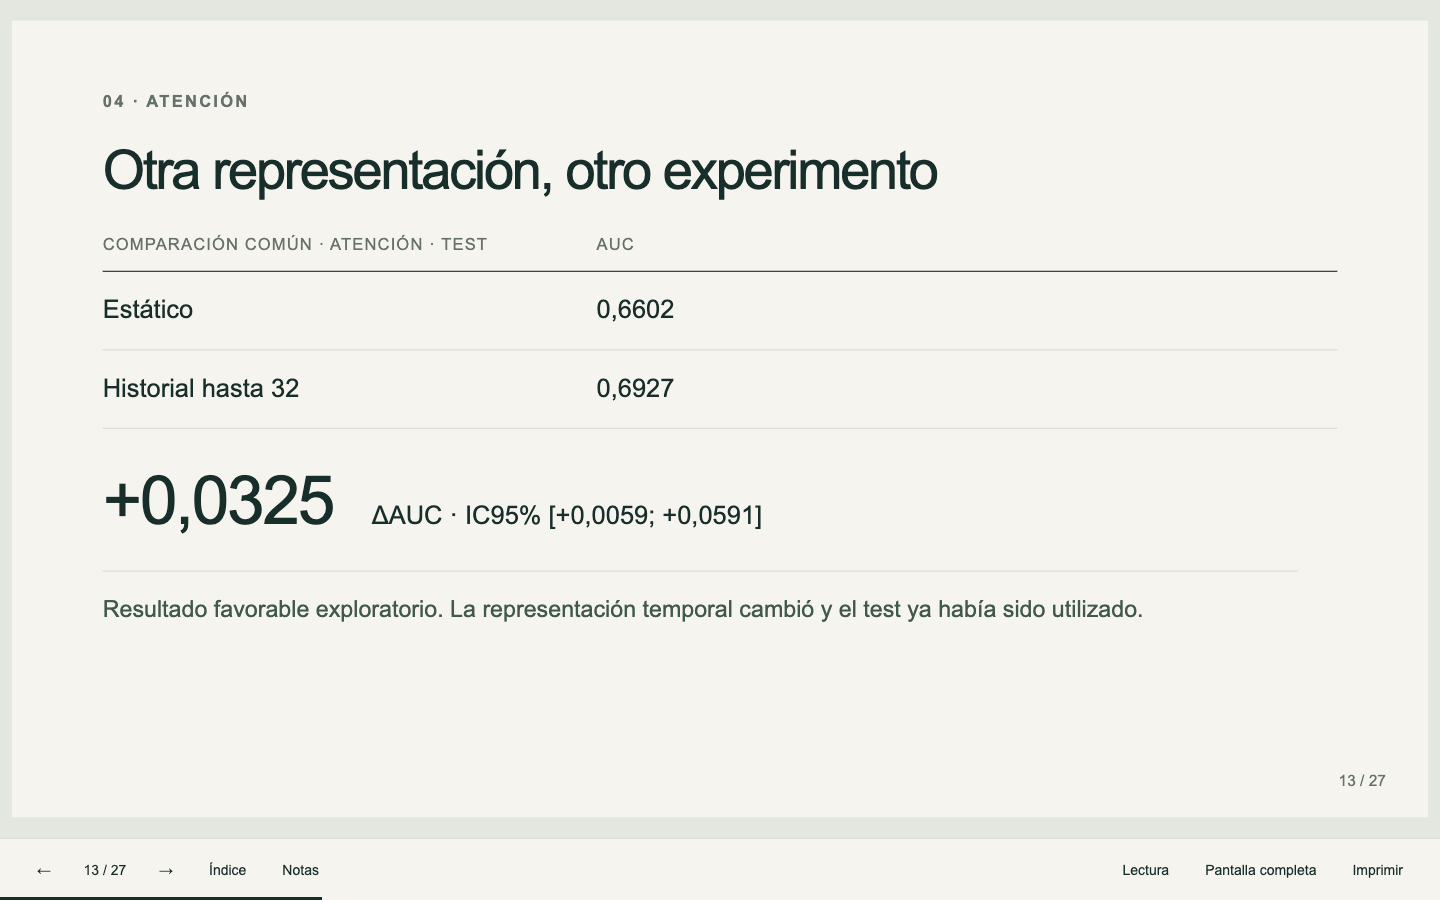 04 · ATENCIÓN
Otra representación, otro experimento
COMPARACIÓN COMÚN · ATENCIÓN · TEST AUC
Estático 0,6602
Historial hasta 32 0,6927
+0,0325 ΔAUC · IC95% [+0,0059; +0,0591]
Resultado favorable exploratorio. La representación temporal cambió y el test ya había sido utilizado.
13 / 27
← 13 / 27 → Índice Notas Lectura Pantalla completa Imprimir